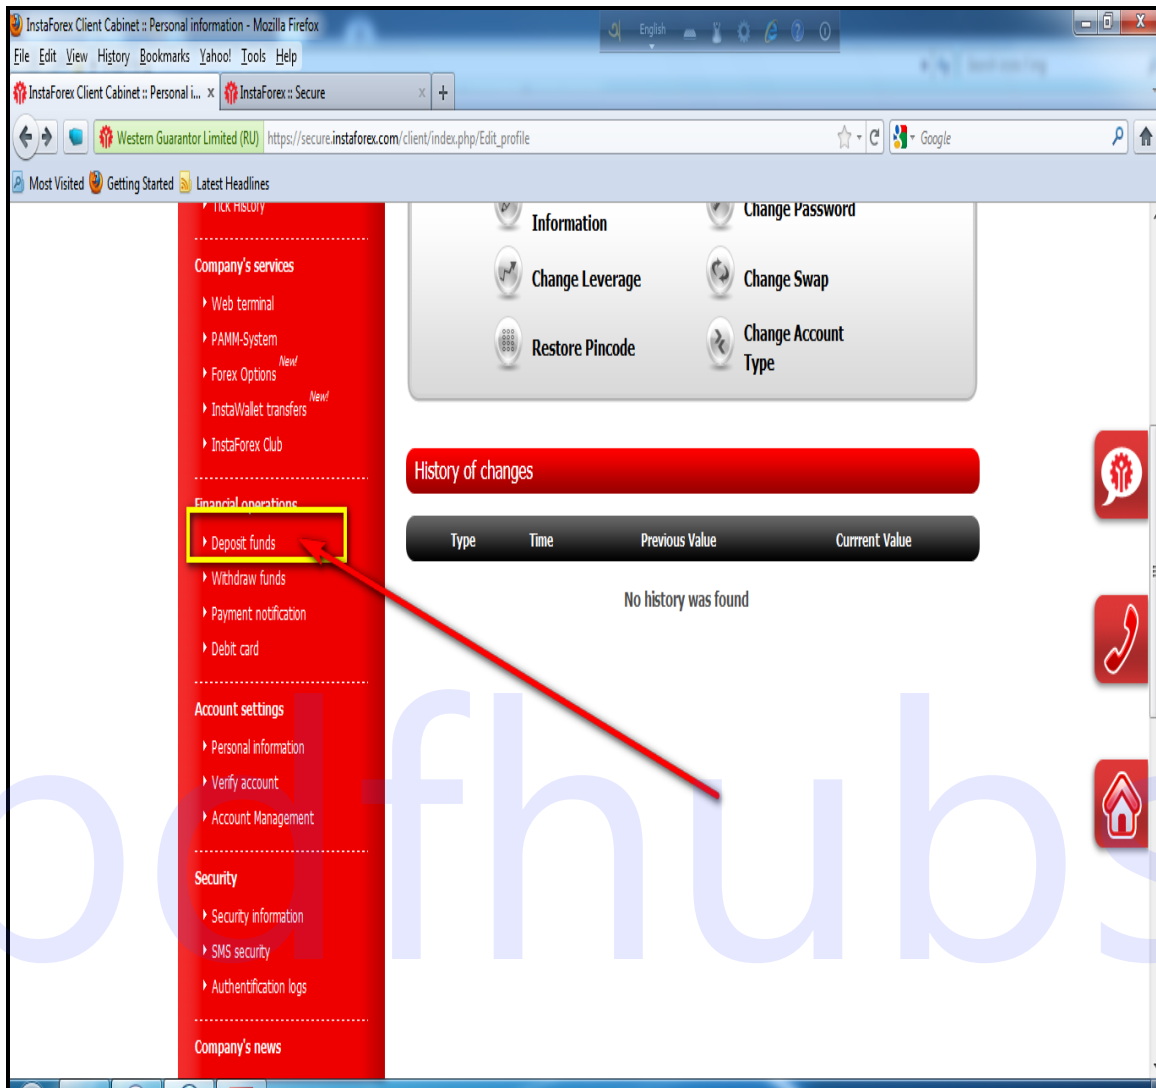 InstaForex Client Cabinet :: Personal information - Mozilla Firefox
English
File Edit View History Bookmarks Yahoo! Tools Help
InstaForex Client Cabinet :: Personal i... x InstaForex :: Secure x +
Western Guarantor Limited (RU) https://secure.instaforex.com/client/index.php/Edit_profile
Google
Most Visited Getting Started Latest Headlines
Tick History
Company's services
Web terminal
PAMM-System
Forex Options New!
InstaWallet transfers New!
InstaForex Club
Financial operations
Deposit funds
Withdraw funds
Payment notification
Debit card
Account settings
Personal information
Verify account
Account Management
Security
Security information
SMS security
Authentification logs
Company's news
Information
Change Password
Change Leverage
Change Swap
Restore Pincode
Change Account
Type
History of changes
Type Time Previous Value Currrent Value
No history was found
pdfhubs